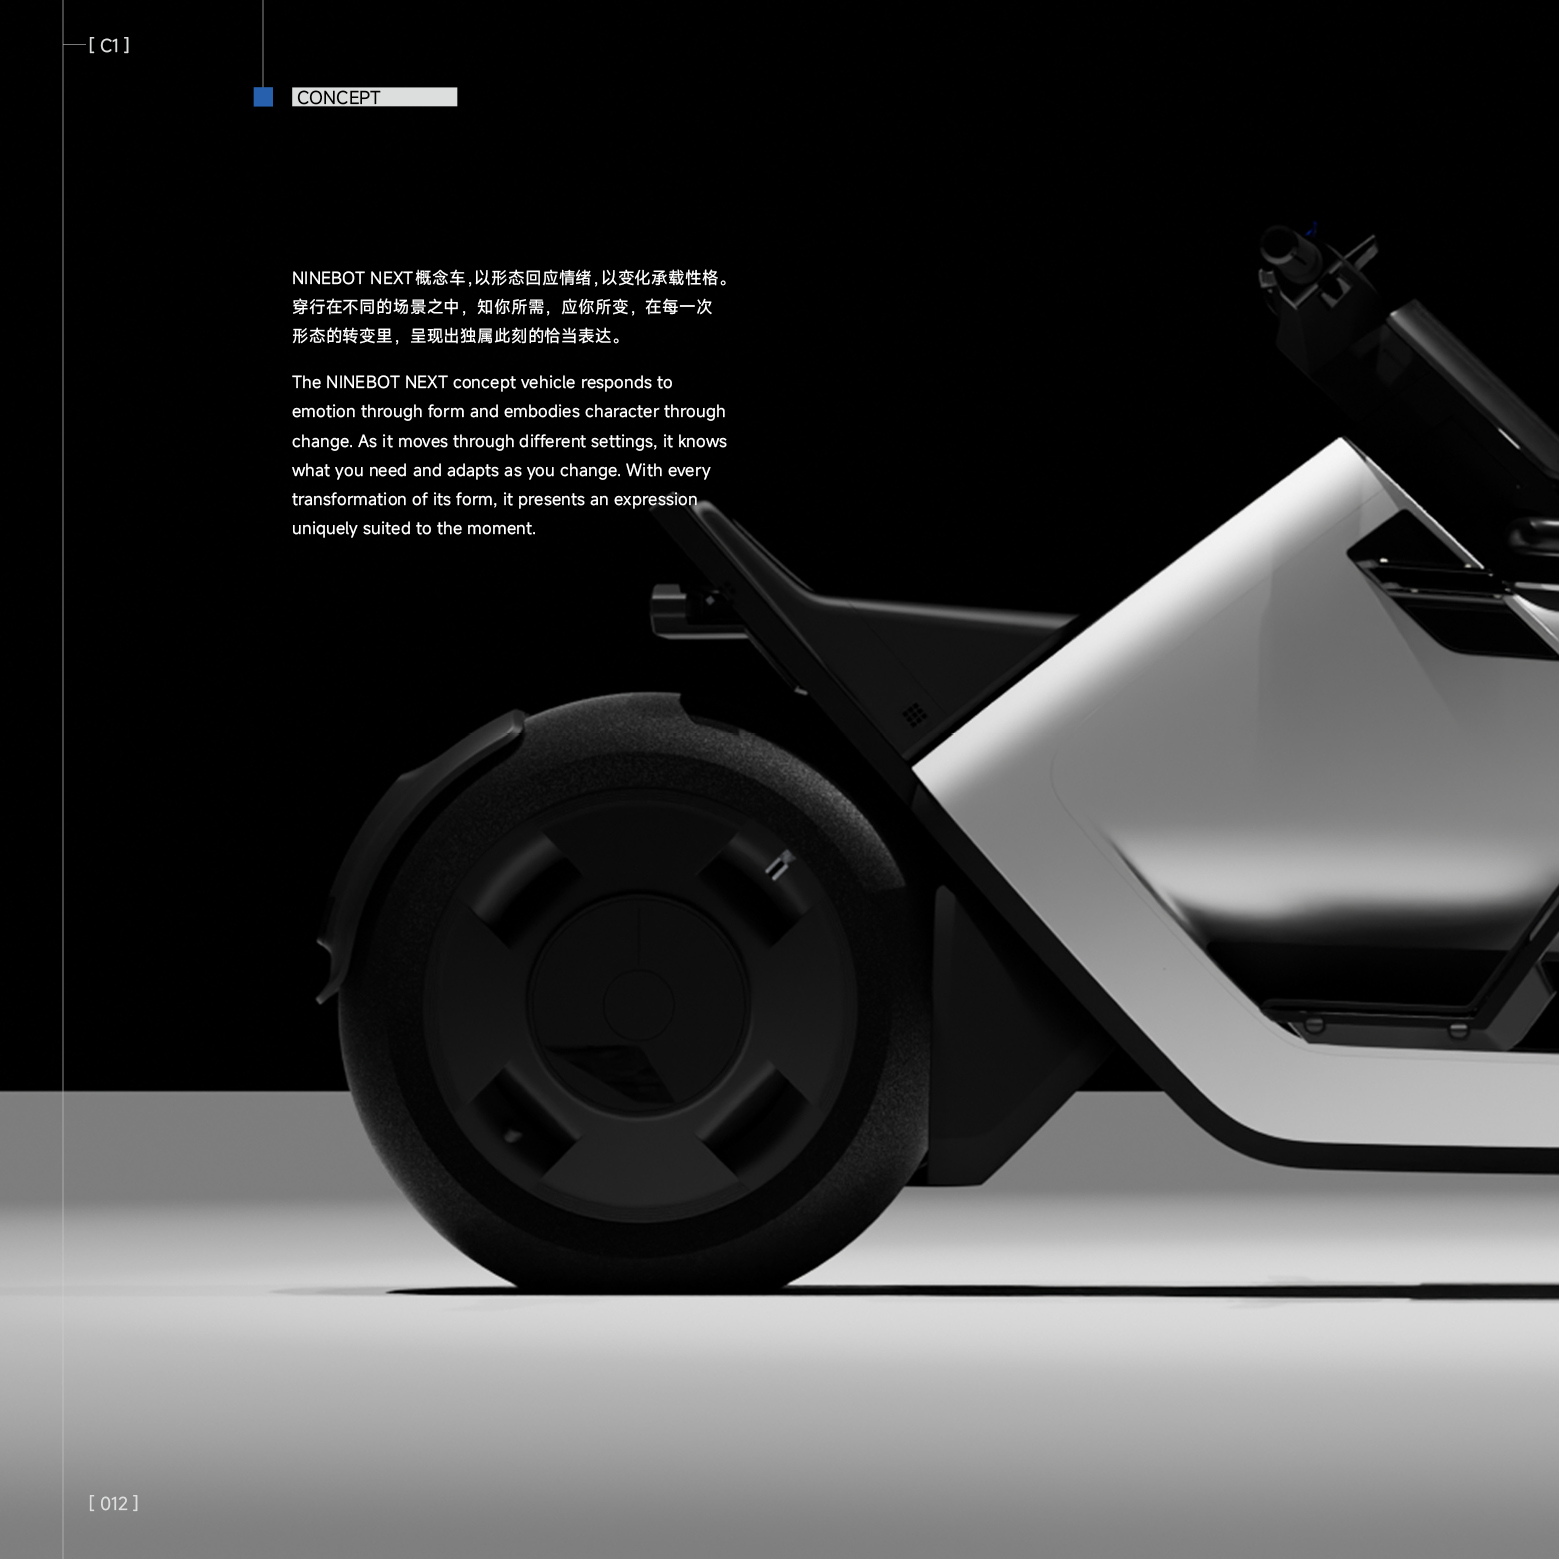 [ C1 ]
CONCEPT
NINEBOT NEXT概念车,以形态回应情绪,以变化承载性格。
穿行在不同的场景之中，知你所需，应你所变，在每一次
形态的转变里，呈现出独属此刻的恰当表达。
The NINEBOT NEXT concept vehicle responds to
emotion through form and embodies character through
change. As it moves through different settings, it knows
what you need and adapts as you change. With every
transformation of its form, it presents an expression
uniquely suited to the moment.
[ 012 ]